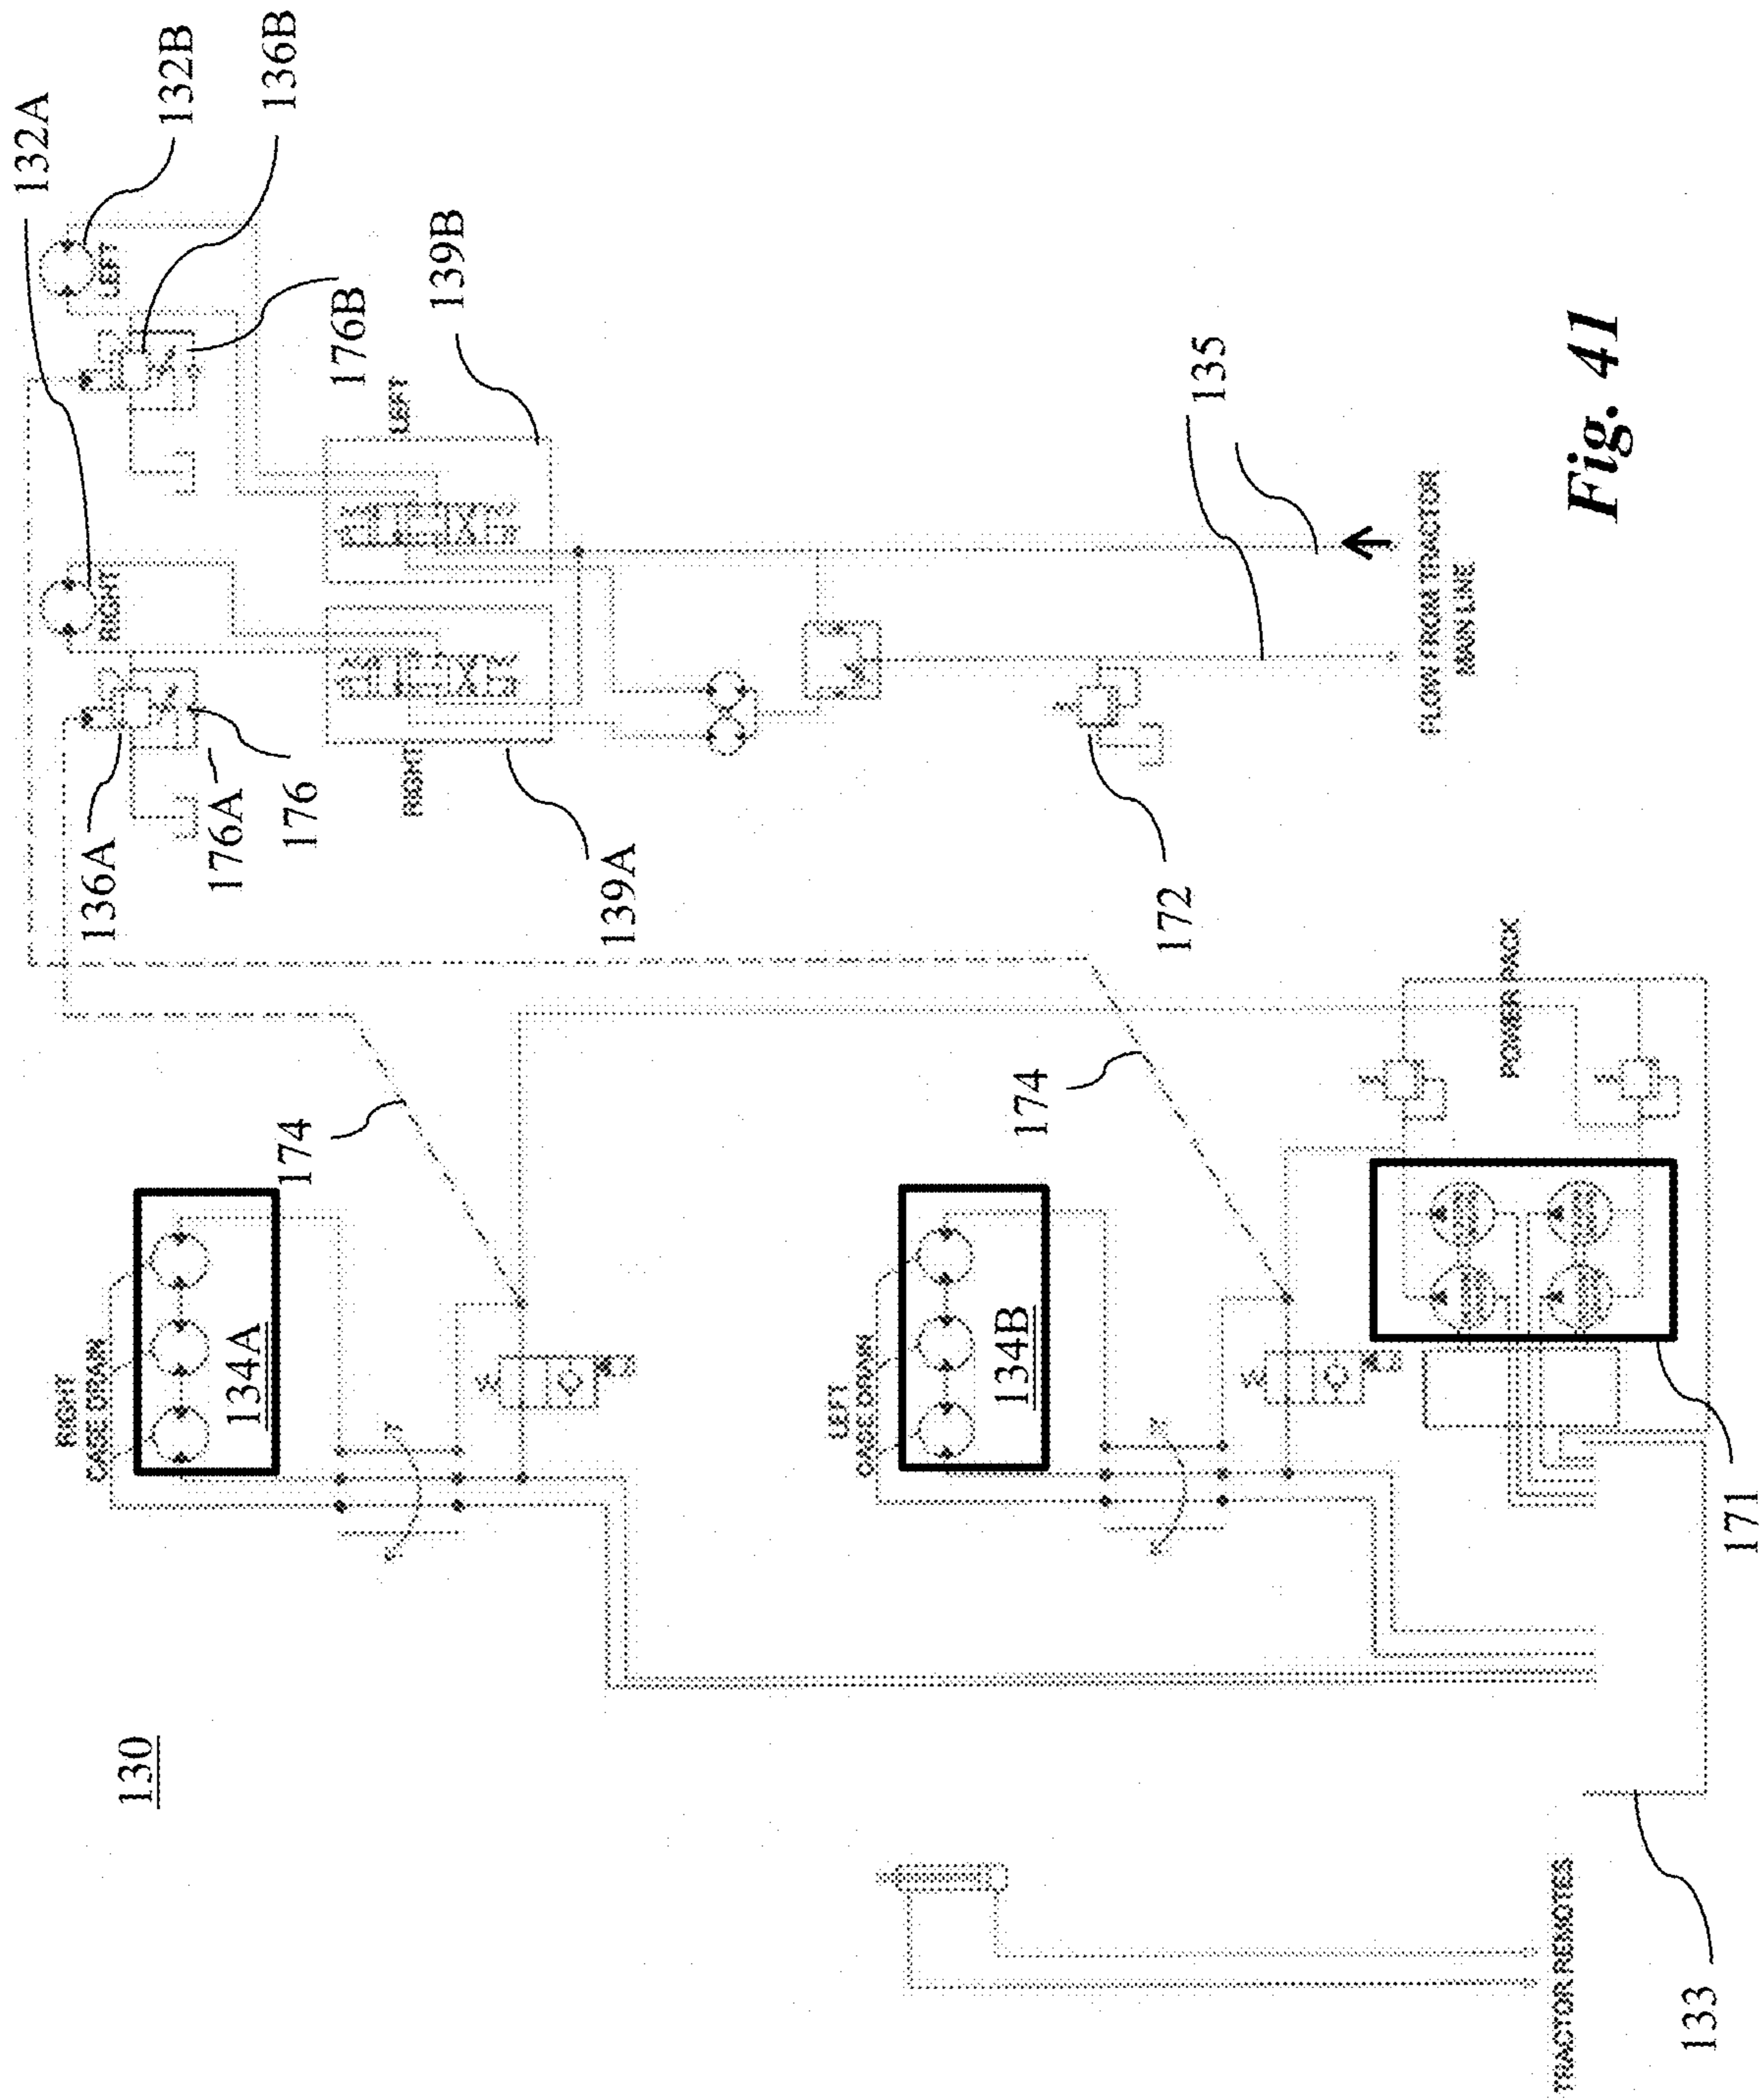 130
RIGHT
CASE DRAIN
134A
174
LEFT
CASE DRAIN
134B
174
171
POWER PACK
133
TRACTOR REMOTES
132A
132B
136B
LEFT
176B
139B
LEFT
RIGHT
136A
176A
176
RIGHT
139A
172
135
FLOW FROM TRACTOR
MAIN LINE
Fig. 41